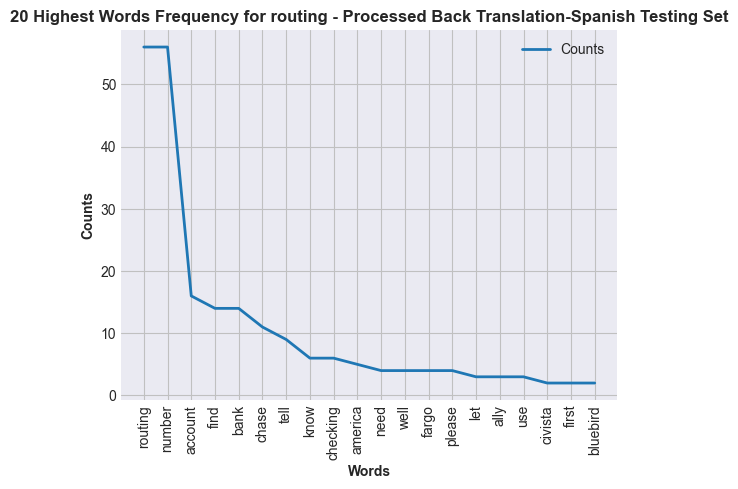 20 Highest Words Frequency for routing - Processed Back Translation-Spanish Testing Set
Counts
50
40
30
20
10
0
Counts
routing
number
account
find
bank
chase
tell
know
checking
america
need
well
fargo
please
let
ally
use
civista
first
bluebird
Words